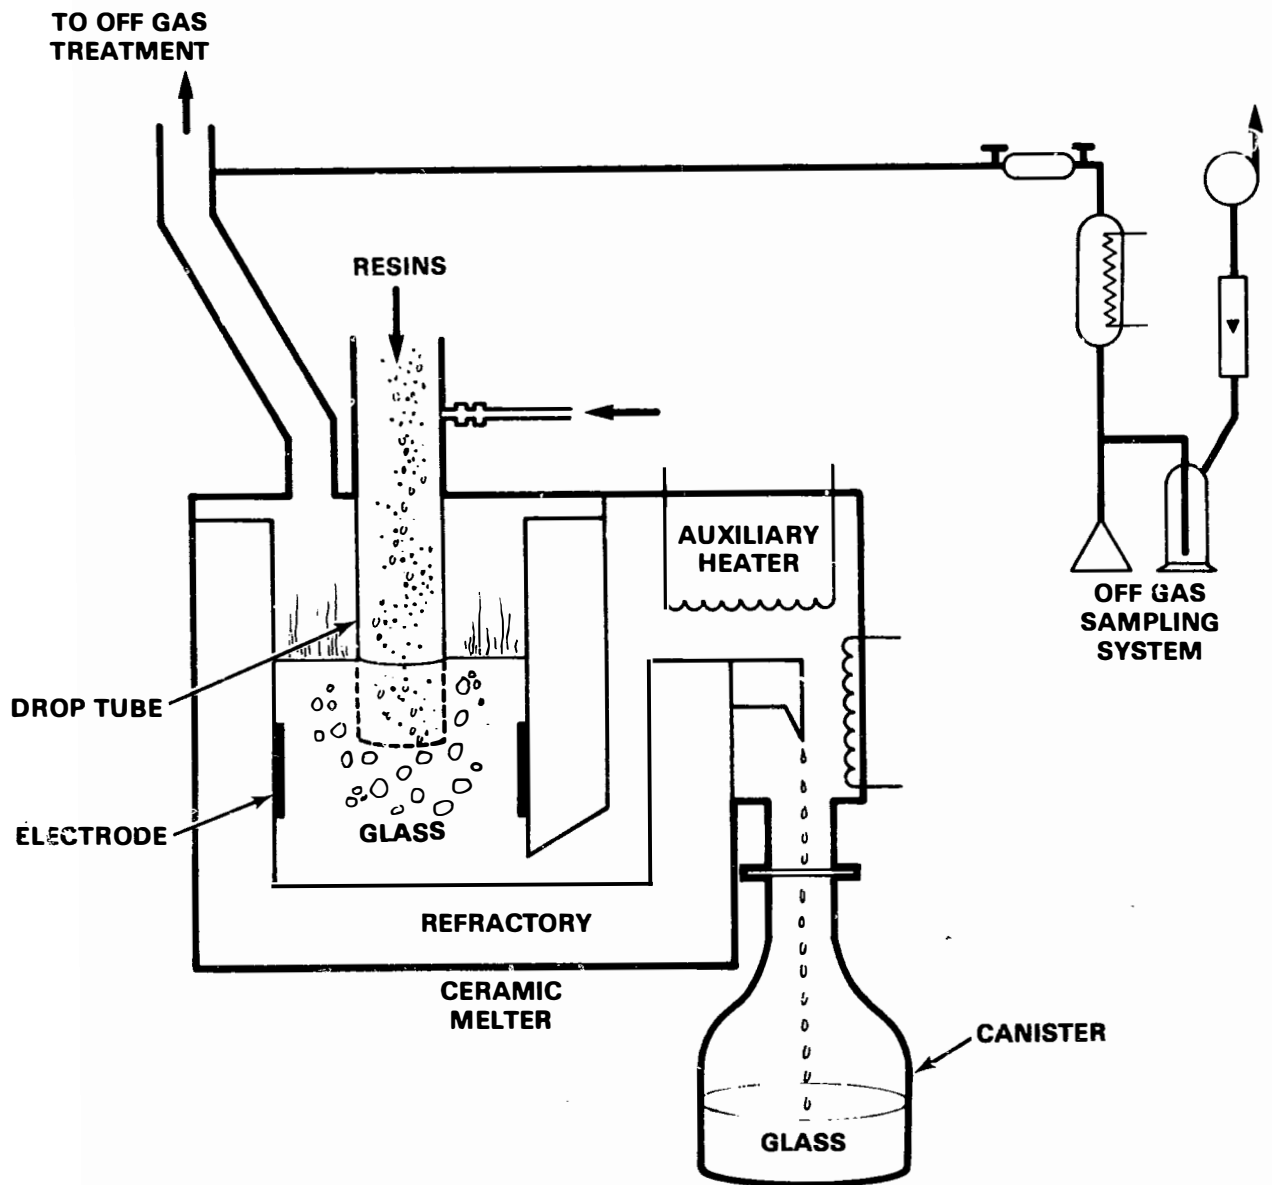 TO OFF GAS
TREATMENT
RESINS
AUXILIARY
HEATER
OFF GAS
SAMPLING
SYSTEM
DROP TUBE
ELECTRODE
GLASS
REFRACTORY
CERAMIC
MELTER
CANISTER
GLASS